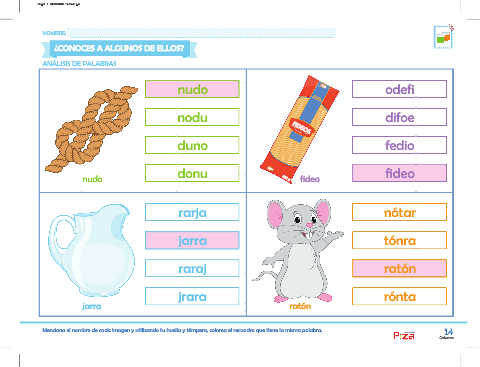 NOMBRE:
¿CONOCES A ALGUNOS DE ELLOS?
ANÁLISIS DE PALABRAS
nudo
nodu
duno
donu
nudo
odefi
difoe
fedio
fideo
fideo
rarja
jarra
raraj
jrara
jarra
nótar
tónra
ratón
rónta
ratón
Menciona el nombre de cada imagen y utilizando tu huella y témpera, colorea el recuadro que tiene la misma palabra.
14